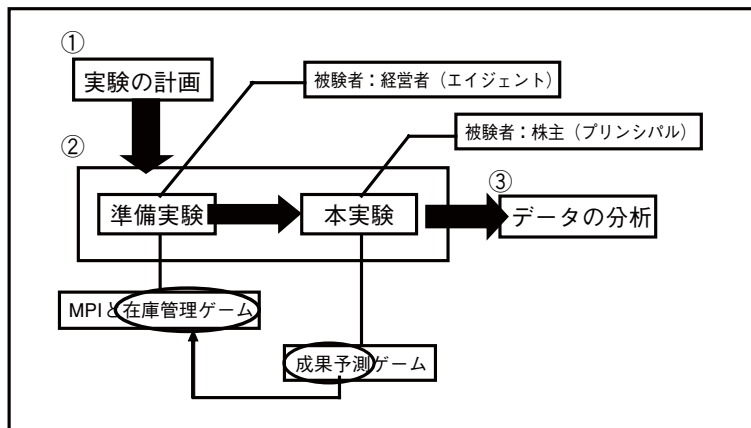 ①
実験の計画
被験者：経営者（エイジェント）
被験者：株主（プリンシパル）
②
準備実験
本実験
③
データの分析
MPIと在庫管理ゲーム
成果予測ゲーム